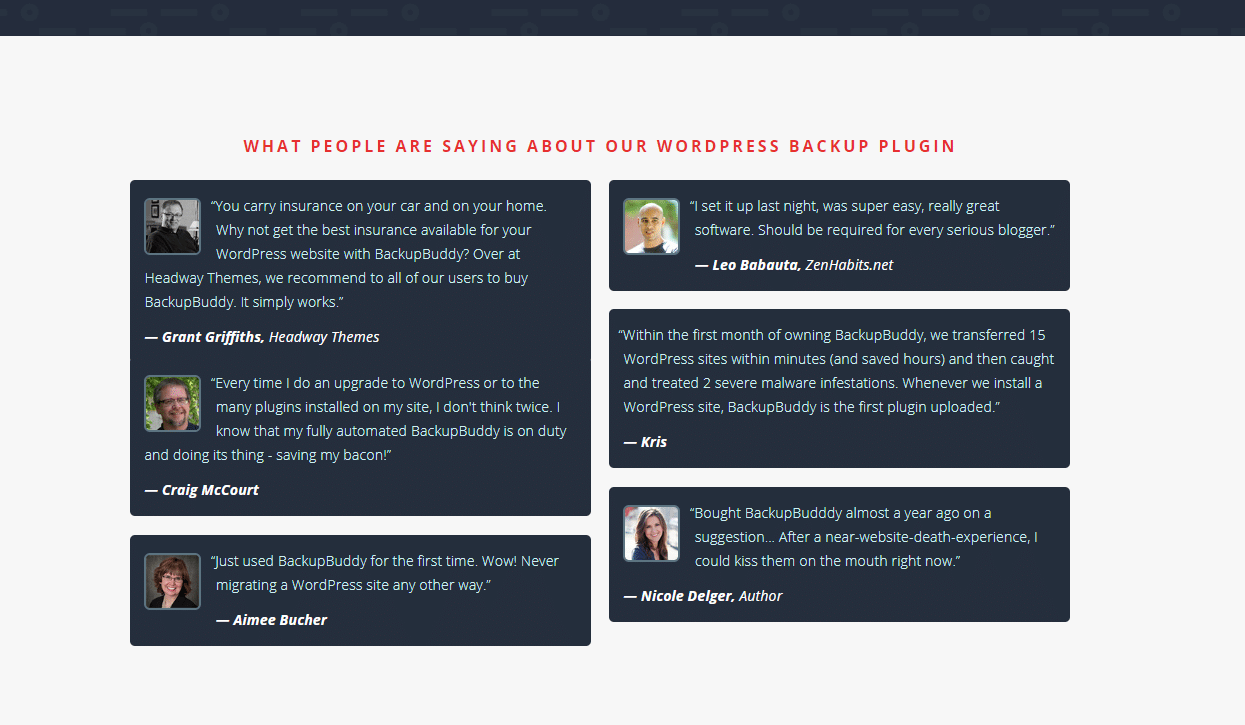 WHAT PEOPLE ARE SAYING ABOUT OUR WORDPRESS BACKUP PLUGIN
“You carry insurance on your car and on your home.
Why not get the best insurance available for your
WordPress website with BackupBuddy? Over at
Headway Themes, we recommend to all of our users to buy
BackupBuddy. It simply works.”
— Grant Griffiths, Headway Themes
“Every time I do an upgrade to WordPress or to the
many plugins installed on my site, I don't think twice. I
know that my fully automated BackupBuddy is on duty
and doing its thing - saving my bacon!”
— Craig McCourt
“Just used BackupBuddy for the first time. Wow! Never
migrating a WordPress site any other way.”
— Aimee Bucher
“I set it up last night, was super easy, really great
software. Should be required for every serious blogger.”
— Leo Babauta, ZenHabits.net
“Within the first month of owning BackupBuddy, we transferred 15
WordPress sites within minutes (and saved hours) and then caught
and treated 2 severe malware infestations. Whenever we install a
WordPress site, BackupBuddy is the first plugin uploaded.”
— Kris
“Bought BackupBudddy almost a year ago on a
suggestion... After a near-website-death-experience, I
could kiss them on the mouth right now.”
— Nicole Delger, Author